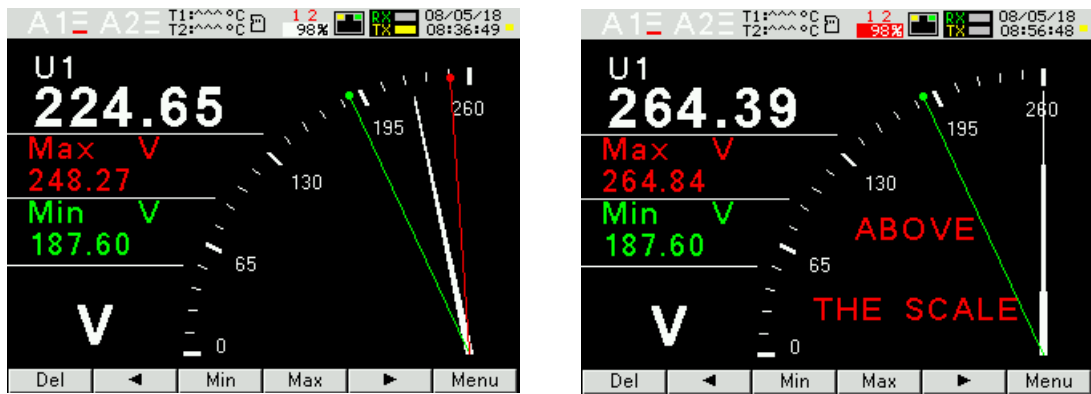 A1 A2 T1:^^^°C 1 2 RX 08/05/18
T2:^^^°C 98% TX 08:36:49
U1
224.65
Max V
248.27
Min V
187.60
V
0
65
130
195
260
Del ◄ Min Max ► Menu
A1 A2 T1:^^^°C 1 2 RX 08/05/18
T2:^^^°C 98% TX 08:56:48
U1
264.39
Max V
264.84
Min V
187.60
V
0
65
130
195
260
ABOVE
THE SCALE
Del ◄ Min Max ► Menu